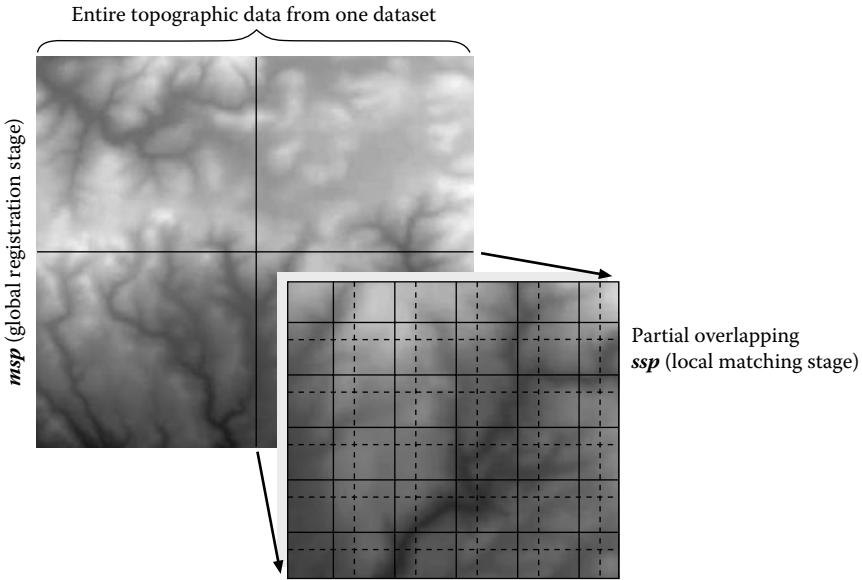 Entire topographic data from one dataset
msp (global registration stage)
Partial overlapping
ssp (local matching stage)